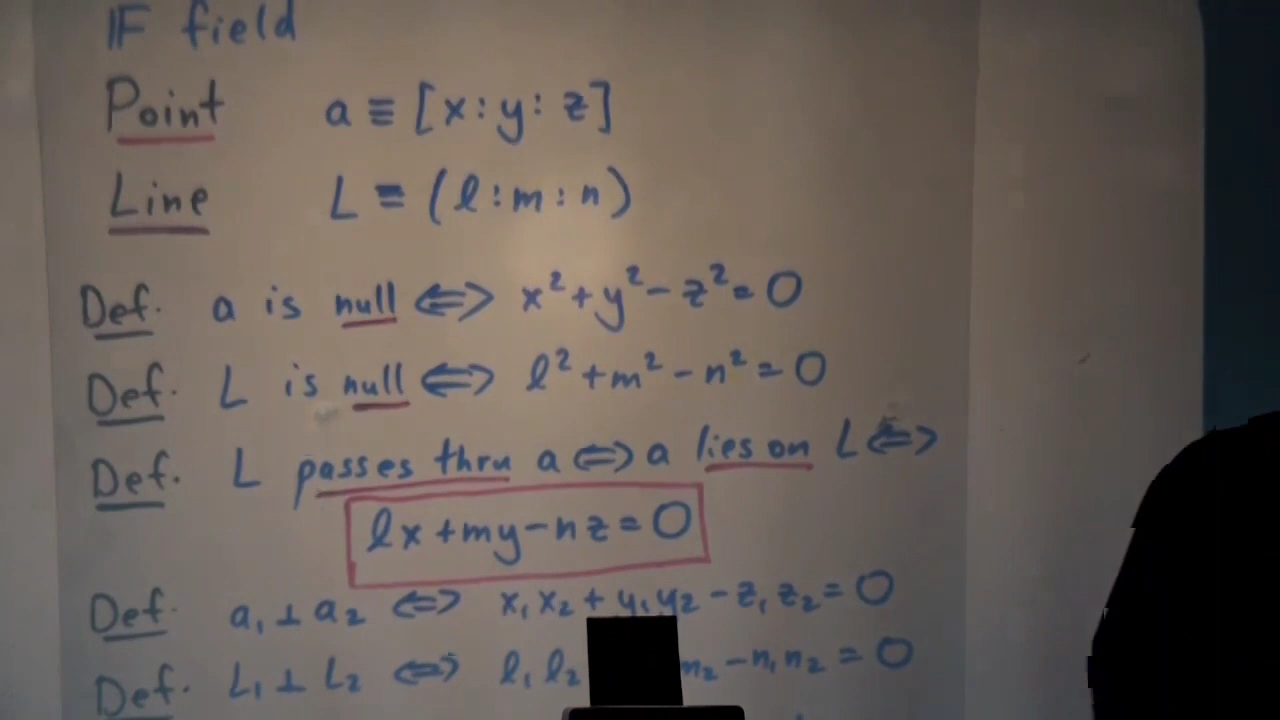 𝔽 field
Point a ≡ [x:y:z]
Line L ≡ (l:m:n)
Def. a is null ⟺ x²+y²−z²=0
Def. L is null ⟺ l²+m²−n²=0
Def. L passes thru a ⟺ a lies on L ⟺
lx+my−nz=0
Def. a₁⊥a₂ ⟺ x₁x₂+y₁y₂−z₁z₂=0
Def. L₁⊥L₂ ⟺ l₁l₂ m₂−n₁n₂=0